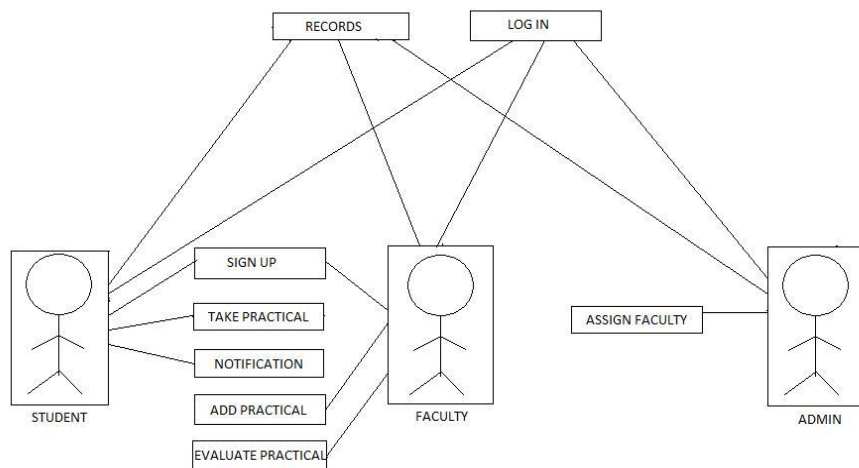 RECORDS
LOG IN
SIGN UP
TAKE PRACTICAL
ASSIGN FACULTY
NOTIFICATION
ADD PRACTICAL
STUDENT
FACULTY
ADMIN
EVALUATE PRACTICAL